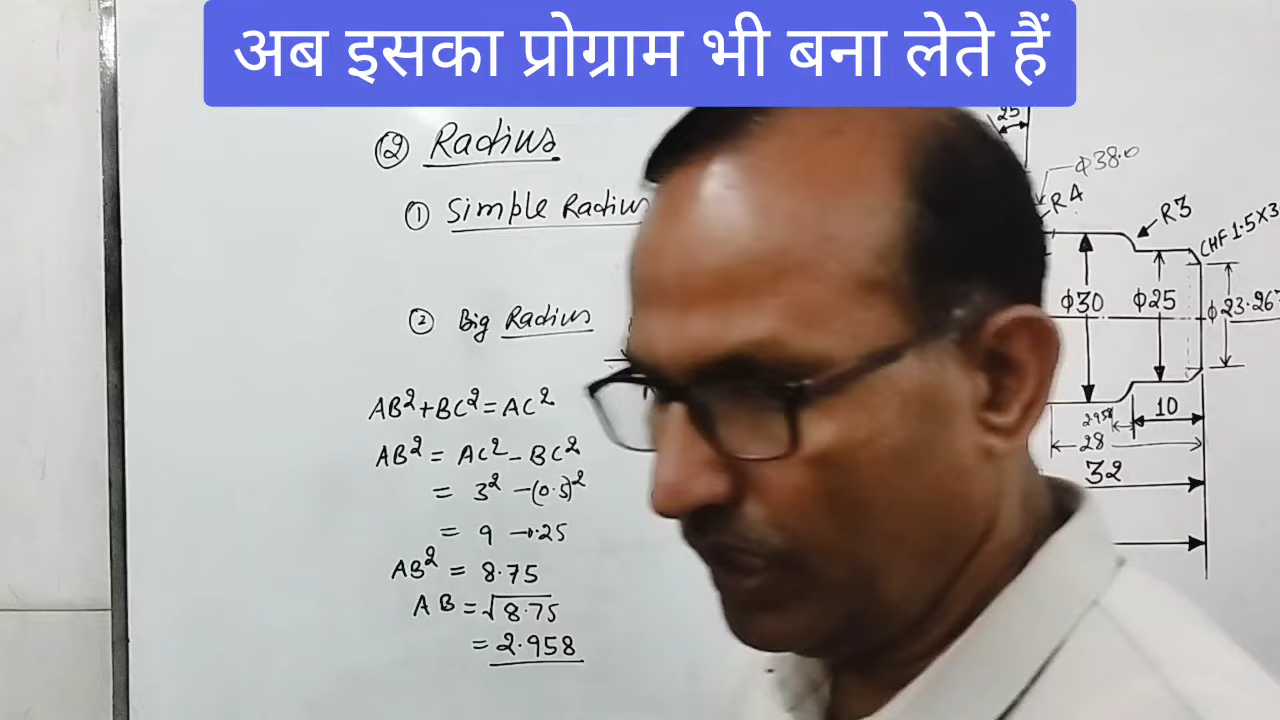 अब इसका प्रोग्राम भी बना लेते हैं
② Radius
① Simple Radius
② Big Radius
AB²+BC²=AC²
AB² = AC² - BC²
= 3² -(0.5)²
= 9 -0.25
AB² = 8.75
AB = √8.75
= 2.958
25
Φ38.0
R4
R3
CHF 1.5X3
Φ30
Φ25
Φ23.267
2.958
10
28
32